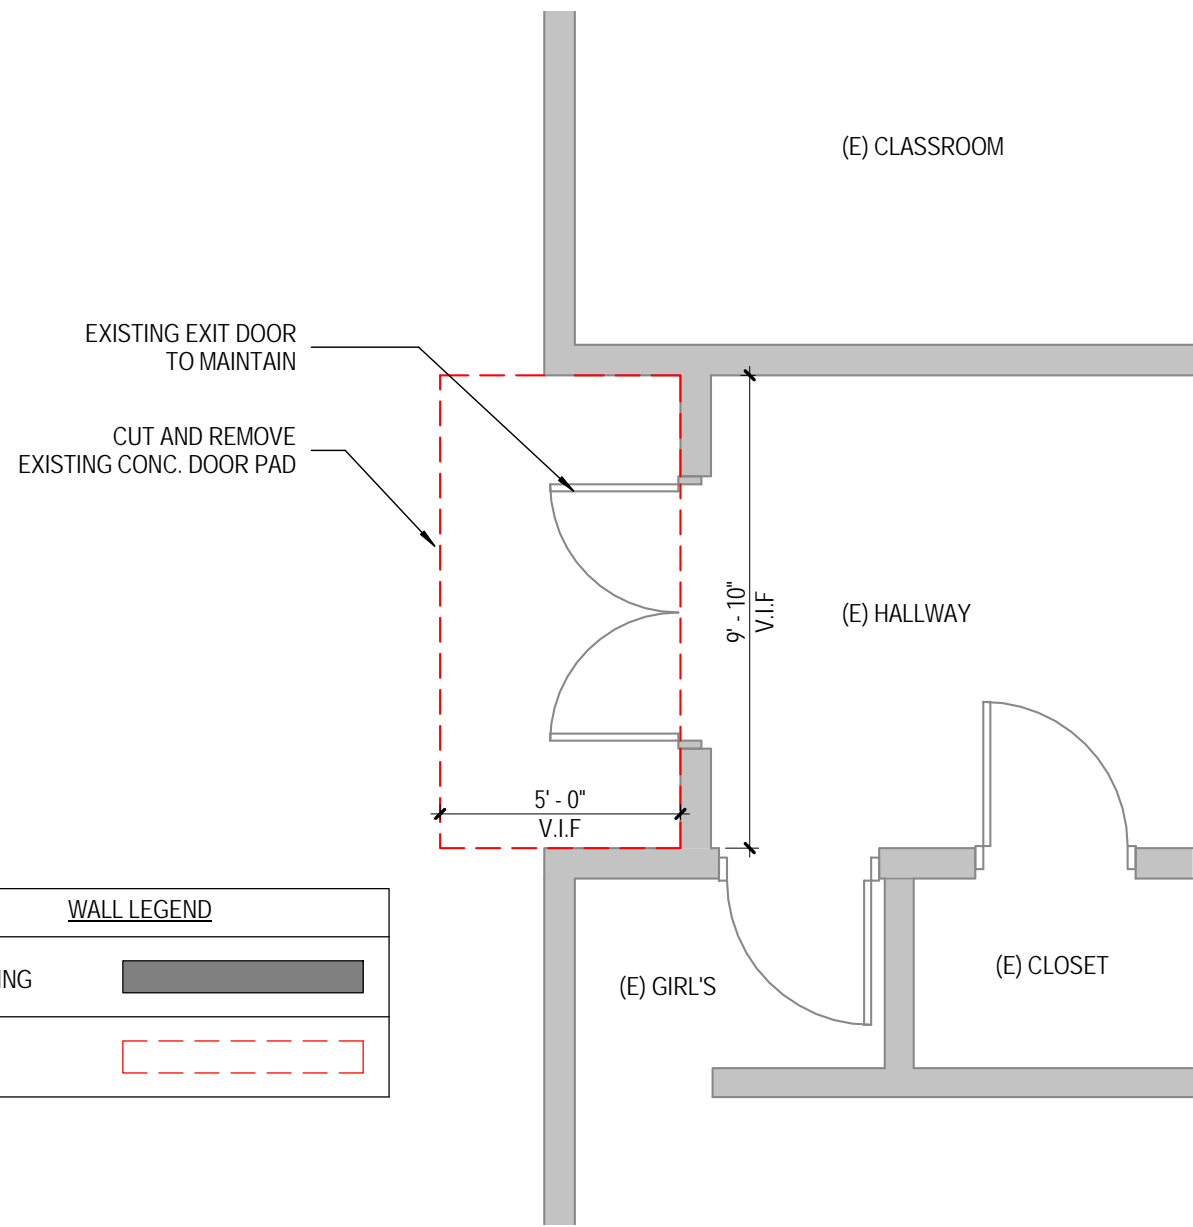 (E) CLASSROOM
EXISTING EXIT DOOR
TO MAINTAIN
CUT AND REMOVE
EXISTING CONC. DOOR PAD
9' - 10"
V.I.F
(E) HALLWAY
5' - 0"
V.I.F
WALL LEGEND
ING
(E) GIRL'S
(E) CLOSET